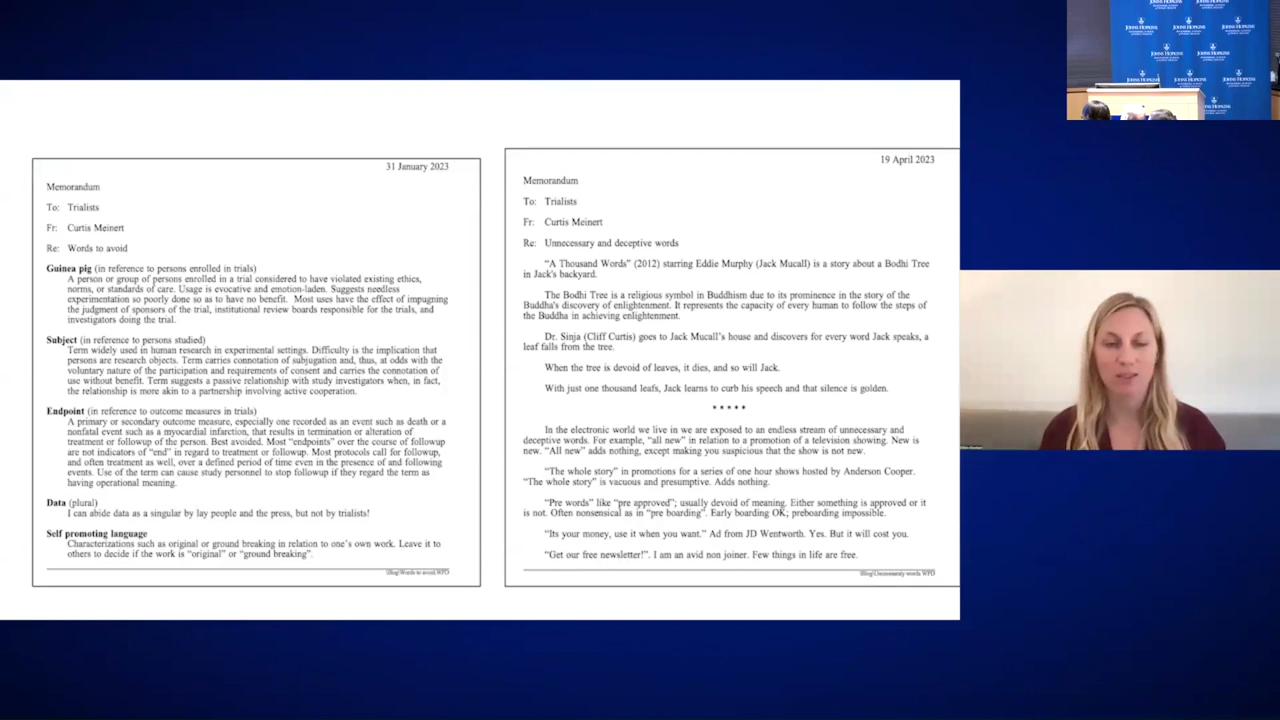 31 January 2023
Memorandum
To: Trialists
Fr: Curtis Meinert
Re: Words to avoid
Guinea pig (in reference to persons enrolled in trials)
A person or group of persons enrolled in a trial considered to have violated existing ethics,
norms, or standards of care. Usage is evocative and emotion-laden. Suggests needless
experimentation so poorly done so as to have no benefit. Most uses have the effect of impugning
the judgment of sponsors of the trial, institutional review boards responsible for the trials, and
investigators doing the trial.
Subject (in reference to persons studied)
Term widely used in human research in experimental settings. Difficulty is the implication that
persons are research objects. Term carries connotation of subjugation and, thus, at odds with the
voluntary nature of the participation and requirements of consent and carries the connotation of
use without benefit. Term suggests a passive relationship with study investigators when, in fact,
the relationship is more akin to a partnership involving active cooperation.
Endpoint (in reference to outcome measures in trials)
A primary or secondary outcome measure, especially one recorded as an event such as death or a
nonfatal event such as a myocardial infarction, that results in termination or alteration of
treatment or followup of the person. Best avoided. Most “endpoints” over the course of followup
are not indicators of “end” in regard to treatment or followup. Most protocols call for followup,
and often treatment as well, over a defined period of time even in the presence of and following
events. Use of the term can cause study personnel to stop followup if they regard the term as
having operational meaning.
Data (plural)
I can abide data as a singular by lay people and the press, but not by trialists!
Self promoting language
Characterizations such as original or ground breaking in relation to one’s own work. Leave it to
others to decide if the work is “original” or “ground breaking”.
\Blog\Words to avoid.WPD
19 April 2023
Memorandum
To: Trialists
Fr: Curtis Meinert
Re: Unnecessary and deceptive words
“A Thousand Words” (2012) starring Eddie Murphy (Jack Mucall) is a story about a Bodhi Tree
in Jack's backyard.
The Bodhi Tree is a religious symbol in Buddhism due to its prominence in the story of the
Buddha's discovery of enlightenment. It represents the capacity of every human to follow the steps of
the Buddha in achieving enlightenment.
Dr. Sinja (Cliff Curtis) goes to Jack Mucall’s house and discovers for every word Jack speaks, a
leaf falls from the tree.
When the tree is devoid of leaves, it dies, and so will Jack.
With just one thousand leafs, Jack learns to curb his speech and that silence is golden.
* * * * *
In the electronic world we live in we are exposed to an endless stream of unnecessary and
deceptive words. For example, “all new” in relation to a promotion of a television showing. New is
new. “All new” adds nothing, except making you suspicious that the show is not new.
“The whole story” in promotions for a series of one hour shows hosted by Anderson Cooper.
“The whole story” is vacuous and presumptive. Adds nothing.
“Pre words” like “pre approved”; usually devoid of meaning. Either something is approved or it
is not. Often nonsensical as in “pre boarding”. Early boarding OK; preboarding impossible.
“Its your money, use it when you want.” Ad from JD Wentworth. Yes. But it will cost you.
“Get our free newsletter!”. I am an avid non joiner. Few things in life are free.
\Blog\Unnecessary words.WPD
JOHNS HOPKINS